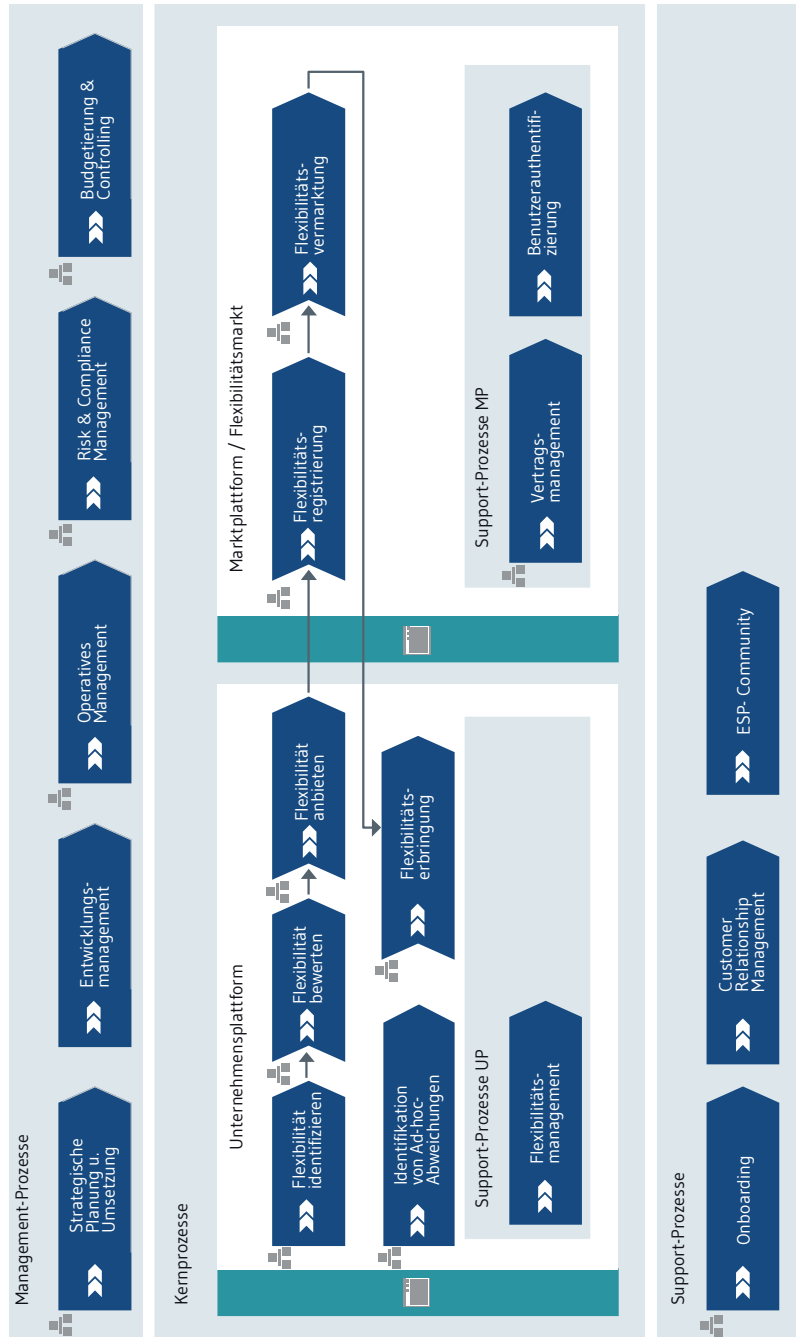 Management-Prozesse
Strategische
Planung u.
Umsetzung
Entwicklungs-
management
Operatives
Management
Risk & Compliance
Management
Budgetierung &
Controlling
Kernprozesse
Unternehmensplattform
Flexibilität
identifizieren
Flexibilität
bewerten
Flexibilität
anbieten
Identifikation
von Ad-hoc-
Abweichungen
Flexibilitäts-
erbringung
Support-Prozesse UP
Flexibilitäts-
management
Marktplattform / Flexibilitätsmarkt
Flexibilitäts-
registrierung
Flexibilitäts-
vermarktung
Support-Prozesse MP
Vertrags-
management
Benutzerauthentifi-
zierung
Support-Prozesse
Onboarding
Customer
Relationship
Management
ESP- Community